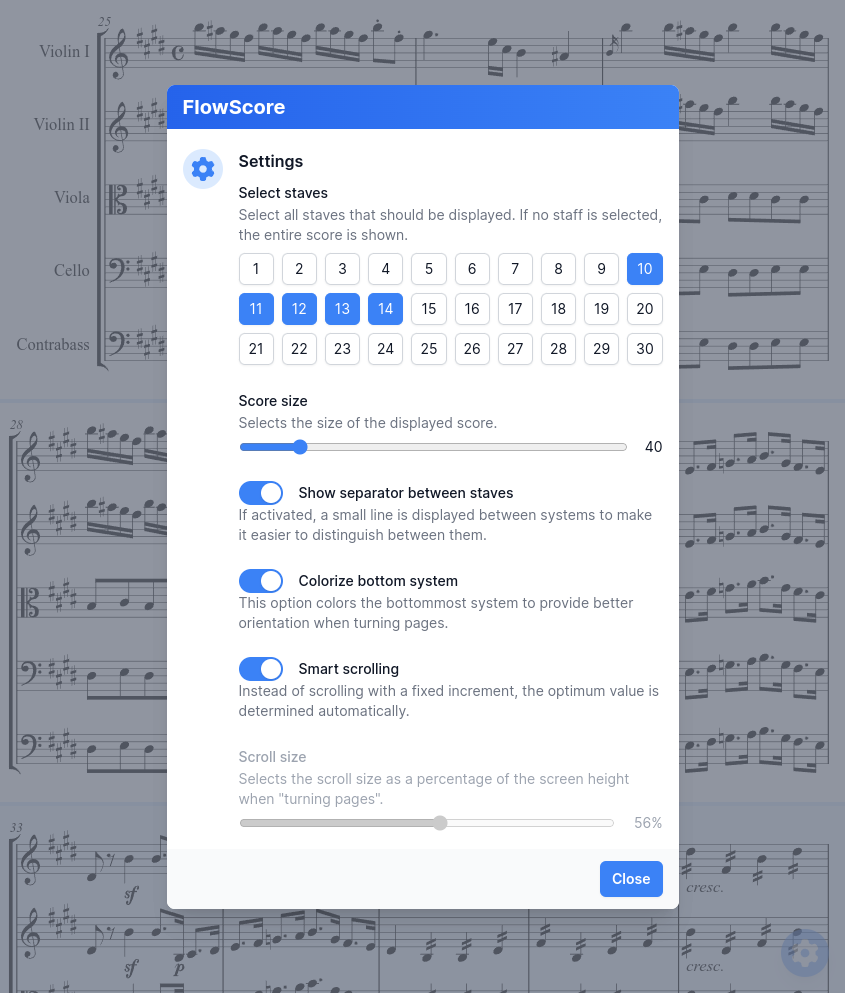 25
Violin I
Violin II
Viola
Cello
Contrabass
28
33
sf
sf
p
cresc.
cresc.
FlowScore
Settings
Select staves
Select all staves that should be displayed. If no staff is selected,
the entire score is shown.
1 2 3 4 5 6 7 8 9 10
11 12 13 14 15 16 17 18 19 20
21 22 23 24 25 26 27 28 29 30
Score size
Selects the size of the displayed score.
40
Show separator between staves
If activated, a small line is displayed between systems to make
it easier to distinguish between them.
Colorize bottom system
This option colors the bottommost system to provide better
orientation when turning pages.
Smart scrolling
Instead of scrolling with a fixed increment, the optimum value is
determined automatically.
Scroll size
Selects the scroll size as a percentage of the screen height
when "turning pages".
56%
Close